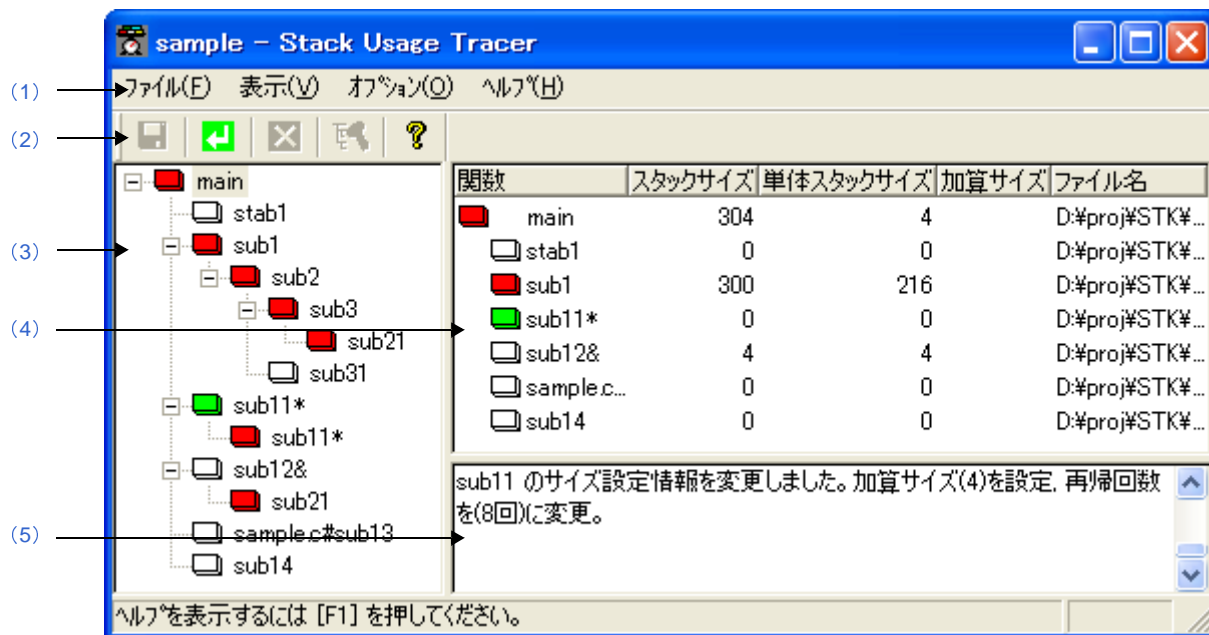 sample - Stack Usage Tracer
(1)
ファイル(F) 表示(V) オプション(O) ヘルプ(H)
(2)
main
stab1
(3)
sub1
sub2
sub3
(4)
sub21
sub31
sub11*
sub11*
sub12&
sub21
(5)
sample.c#sub13
sub14
関数 スタックサイズ 単体スタックサイズ 加算サイズ ファイル名
main 304 4 D:¥proj¥STK¥...
stab1 0 0 D:¥proj¥STK¥...
sub1 300 216 D:¥proj¥STK¥...
sub11* 0 0 D:¥proj¥STK¥...
sub12& 4 4 D:¥proj¥STK¥...
sample.c... 0 0 D:¥proj¥STK¥...
sub14 0 0 D:¥proj¥STK¥...
sub11 のサイズ設定情報を変更しました。加算サイズ(4)を設定, 再帰回数
を(8回)に変更。
ヘルプを表示するには [F1] を押してください。